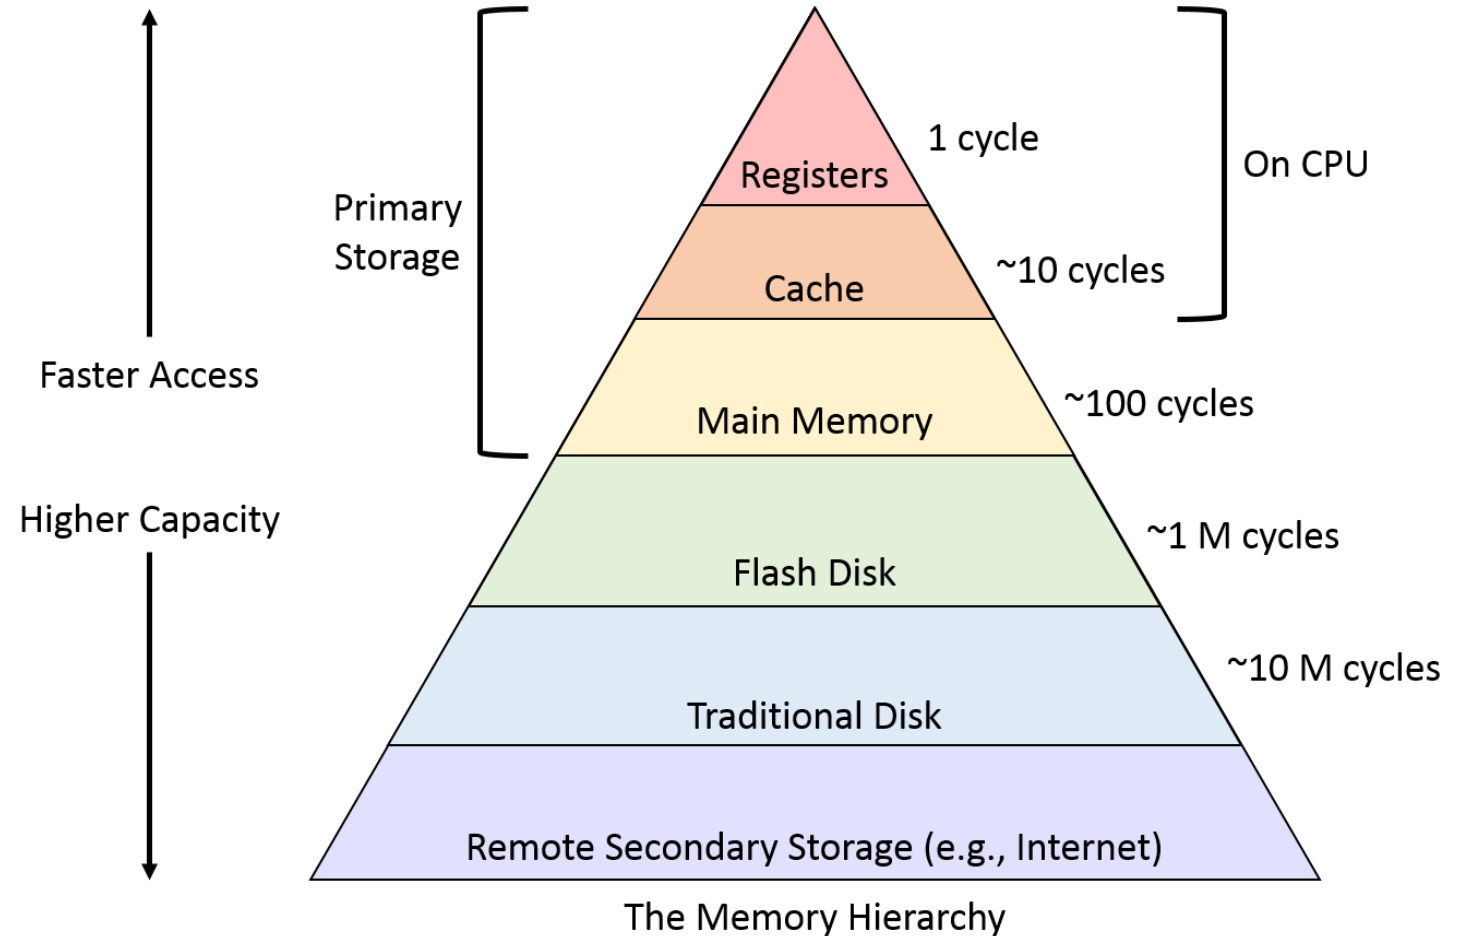 1 cycle
On CPU
Registers
Primary
Storage
~10 cycles
Cache
Faster Access
~100 cycles
Main Memory
Higher Capacity
~1 M cycles
Flash Disk
~10 M cycles
Traditional Disk
Remote Secondary Storage (e.g., Internet)
The Memory Hierarchy